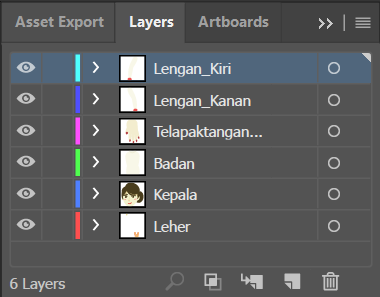 Asset Export Layers Artboards
Lengan_Kiri
Lengan_Kanan
Telapaktangan...
Badan
Kepala
Leher
6 Layers